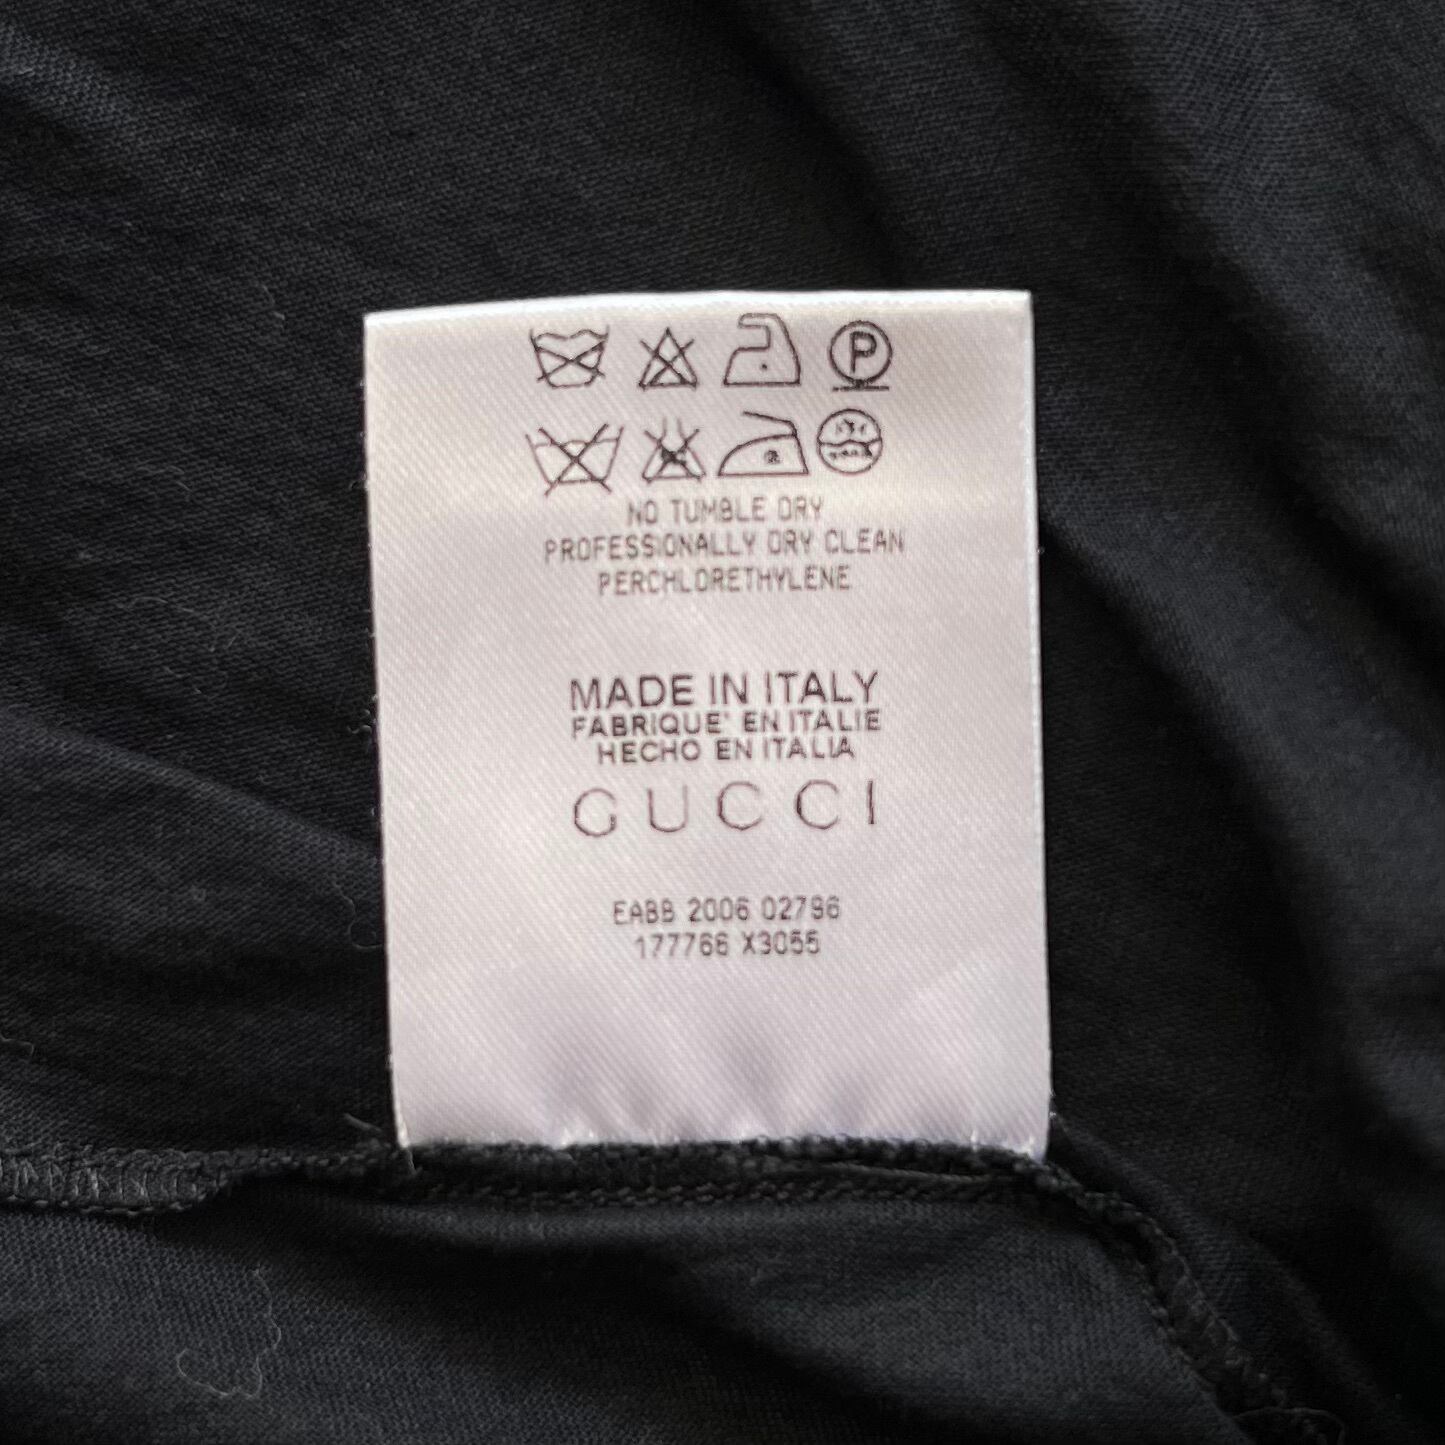 P
NO TUMBLE DRY
PROFESSIONALLY DRY CLEAN
PERCHLORETHYLENE
MADE IN ITALY
FABRIQUE' EN ITALIE
HECHO EN ITALIA
GUCCI
EABB 2006 02796
177766 X3055